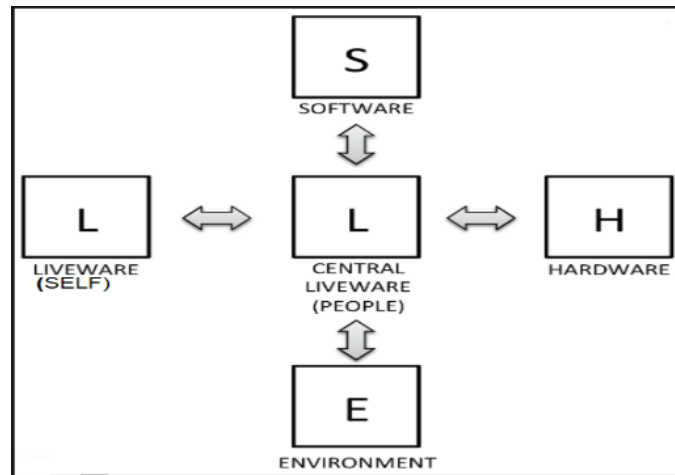 S
SOFTWARE
L
L
H
LIVEWARE
(SELF)
CENTRAL
LIVEWARE
(PEOPLE)
HARDWARE
E
ENVIRONMENT